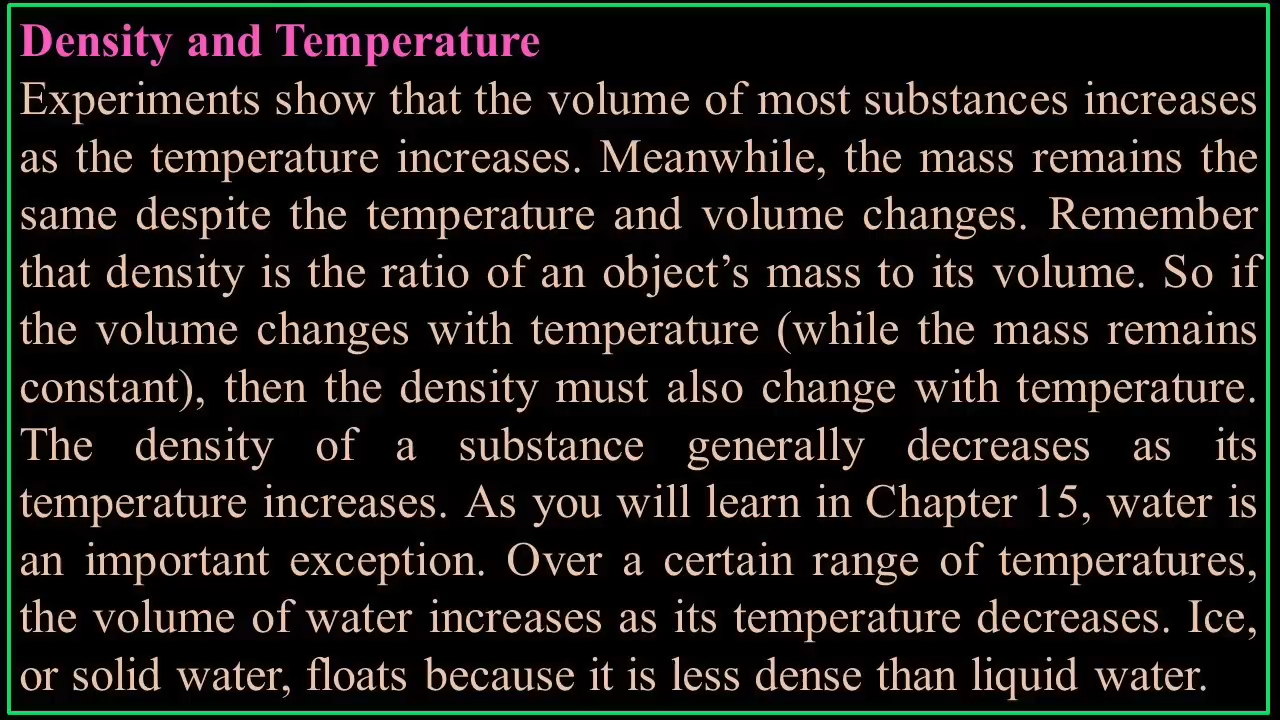 Density and Temperature
Experiments show that the volume of most substances increases
as the temperature increases. Meanwhile, the mass remains the
same despite the temperature and volume changes. Remember
that density is the ratio of an object’s mass to its volume. So if
the volume changes with temperature (while the mass remains
constant), then the density must also change with temperature.
The density of a substance generally decreases as its
temperature increases. As you will learn in Chapter 15, water is
an important exception. Over a certain range of temperatures,
the volume of water increases as its temperature decreases. Ice,
or solid water, floats because it is less dense than liquid water.